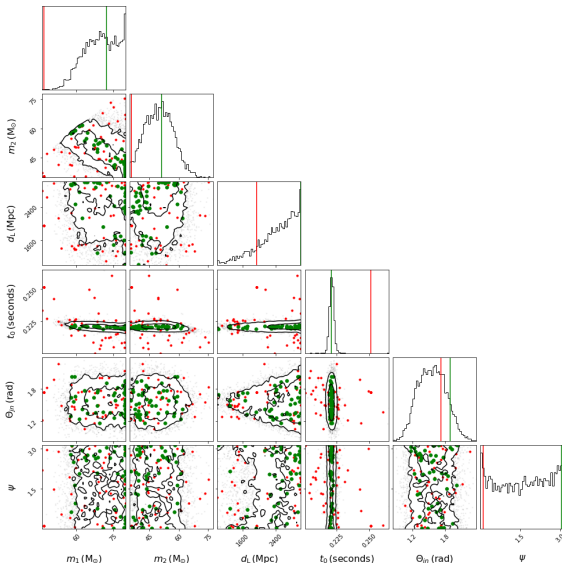 75
60
45
m₂ (M⊙)
2400
1600
d_L (Mpc)
0.250
0.225
t₀ (seconds)
1.8
1.2
Θ_jn (rad)
3.0
1.5
ψ
60 75 45 60 75 1600 2400 0.225 0.250 1.2 1.8 1.5 3.0
m₁ (M⊙) m₂ (M⊙) d_L (Mpc) t₀ (seconds) Θ_jn (rad) ψ